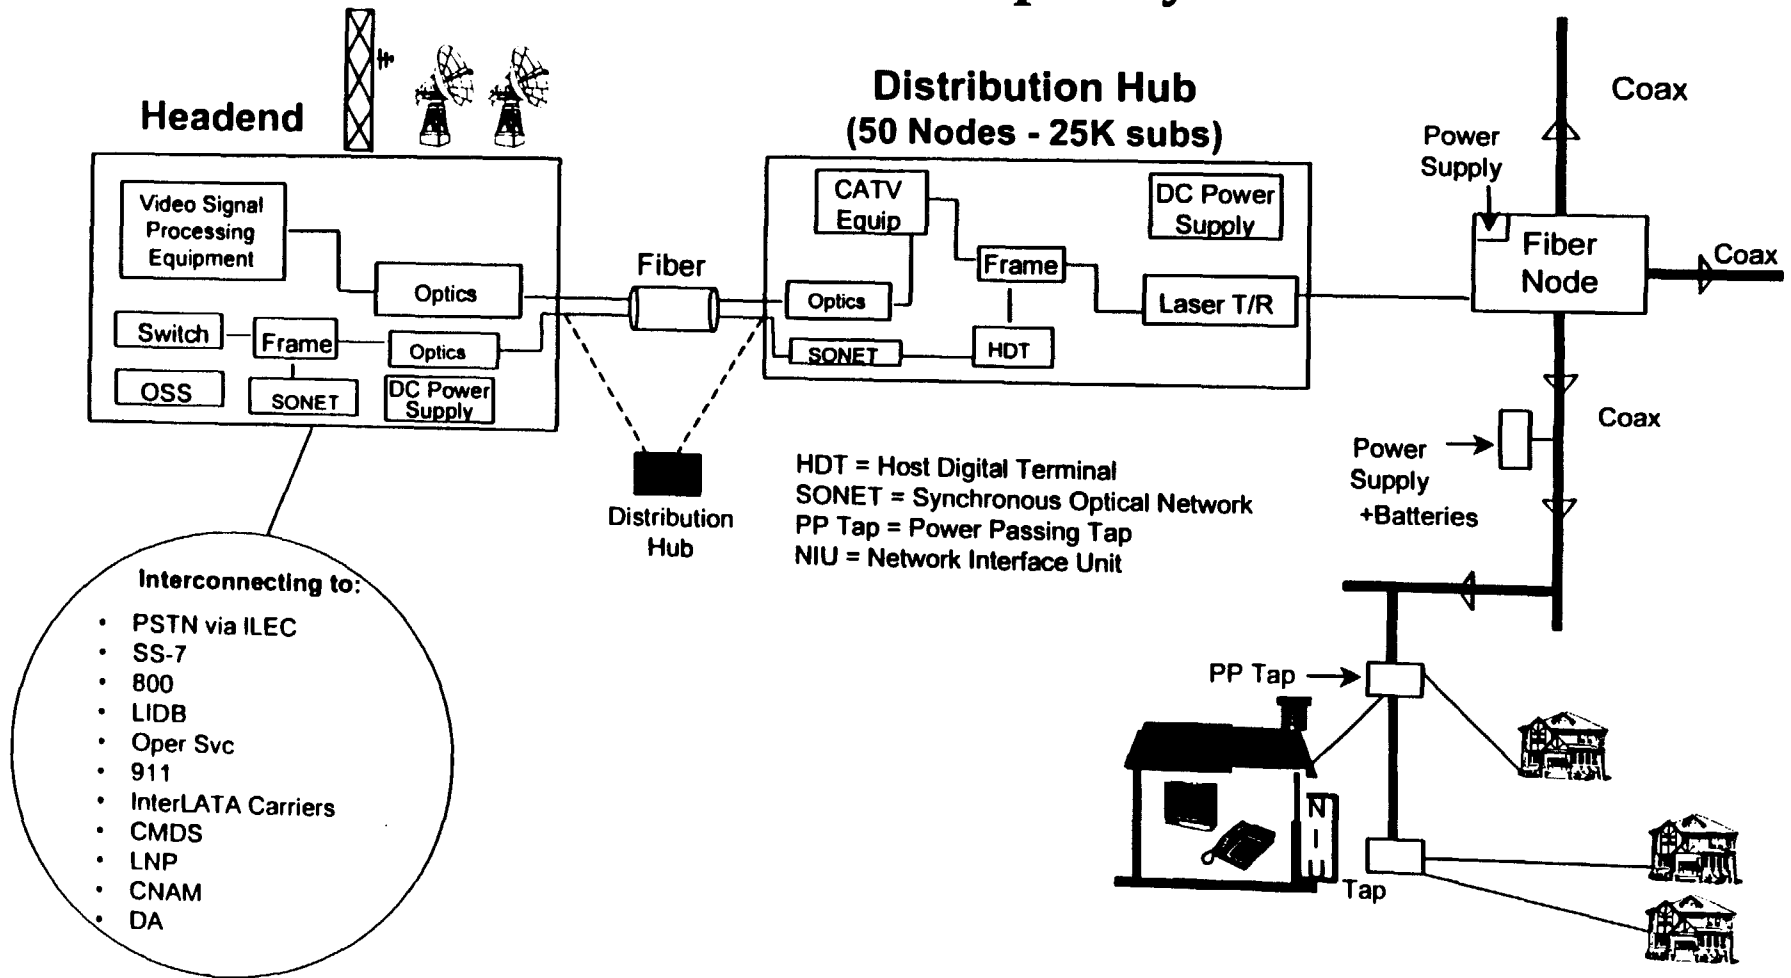 Headend
Video Signal
Processing
Equipment
Optics
Switch
Frame
Optics
OSS
SONET
DC Power
Supply
Fiber
Distribution
Hub
Distribution Hub
(50 Nodes - 25K subs)
CATV
Equip
DC Power
Supply
Frame
Optics
Laser T/R
SONET
HDT
Power
Supply
Fiber
Node
Coax
Coax
Coax
Power
Supply
+Batteries
HDT = Host Digital Terminal
SONET = Synchronous Optical Network
PP Tap = Power Passing Tap
NIU = Network Interface Unit
Interconnecting to:
• PSTN via ILEC
• SS-7
• 800
• LIDB
• Oper Svc
• 911
• InterLATA Carriers
• CMDS
• LNP
• CNAM
• DA
PP Tap
NIU
Tap